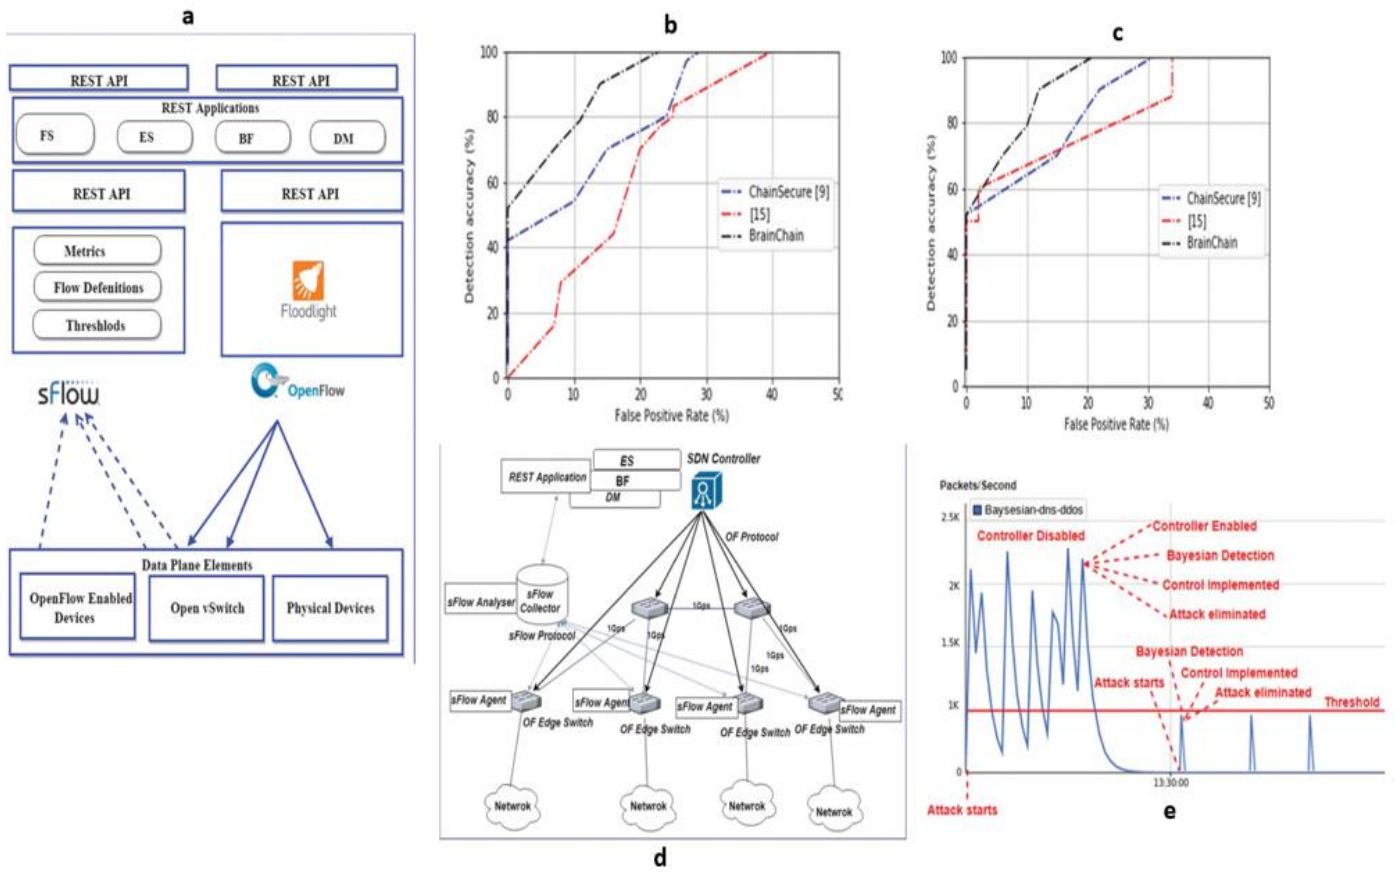 a
REST API
REST API
REST Applications
FS
ES
BF
DM
REST API
REST API
Metrics
Flow Defenitions
Threshlods
Floodlight
sFlow
OpenFlow
Data Plane Elements
OpenFlow Enabled
Devices
Open vSwitch
Physical Devices
b
Detection accuracy (%)
100
80
60
40
20
0
ChainSecure [9]
[15]
BrainChain
0 10 20 30 40 50
False Positive Rate (%)
c
Detection accuracy (%)
100
80
60
40
20
0
ChainSecure [9]
[15]
BrainChain
0 10 20 30 40 50
False Positive Rate (%)
REST Application
ES
BF
DM
SDN Controller
OF Protocol
sFlow Analyser
sFlow
Collector
sFlow Protocol
1Gps
1Gps
1Gps
1Gps
1Gps
1Gps
sFlow Agent
sFlow Agent
sFlow Agent
sFlow Agent
OF Edge Switch
OF Edge Switch
OF Edge Switch
OF Edge Switch
Netwrok
Netwrok
Netwrok
Netwrok
d
Packets/Second
2.5K
2K
1.5K
1K
0
Baysesian-dns-ddos
Controller Disabled
Controller Enabled
Bayesian Detection
Control Implemented
Attack eliminated
Bayesian Detection
Control Implemented
Attack starts
Attack eliminated
Threshold
13:30:00
Attack starts
e